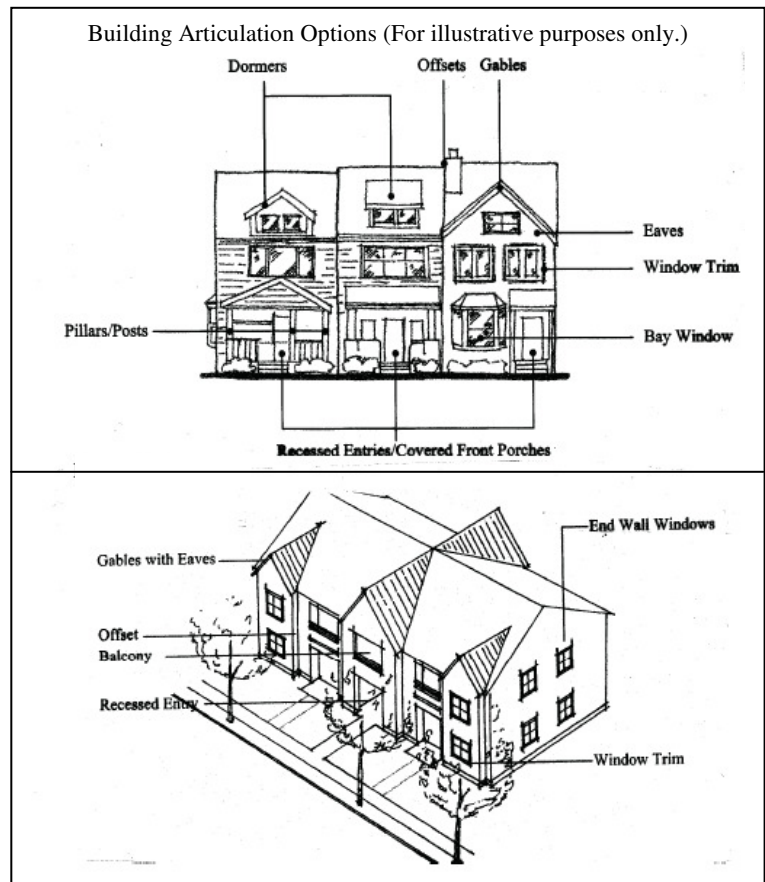 Building Articulation Options (For illustrative purposes only.)
Dormers
Offsets
Gables
Eaves
Window Trim
Pillars/Posts
Bay Window
Recessed Entries/Covered Front Porches
End Wall Windows
Gables with Eaves
Offset
Balcony
Recessed Entry
Window Trim